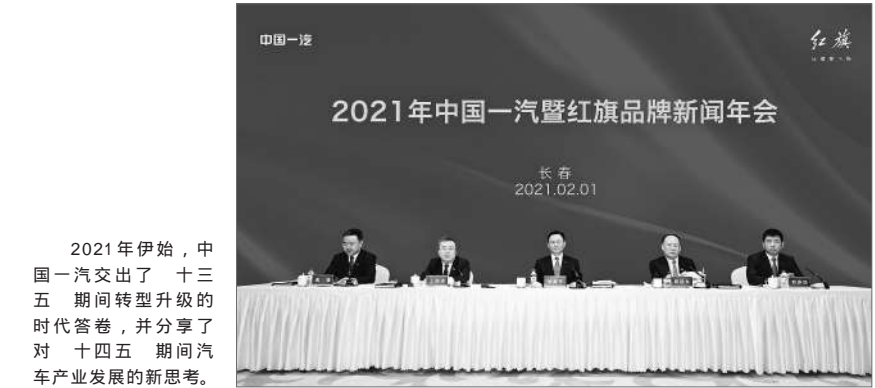 中国一汽
红旗
2021年中国一汽暨红旗品牌新闻年会
长春
2021.02.01
2021年伊始，中
国一汽交出了 十三
五 期间转型升级的
时代答卷，并分享了
对 十四五 期间汽
车产业发展的新思考。